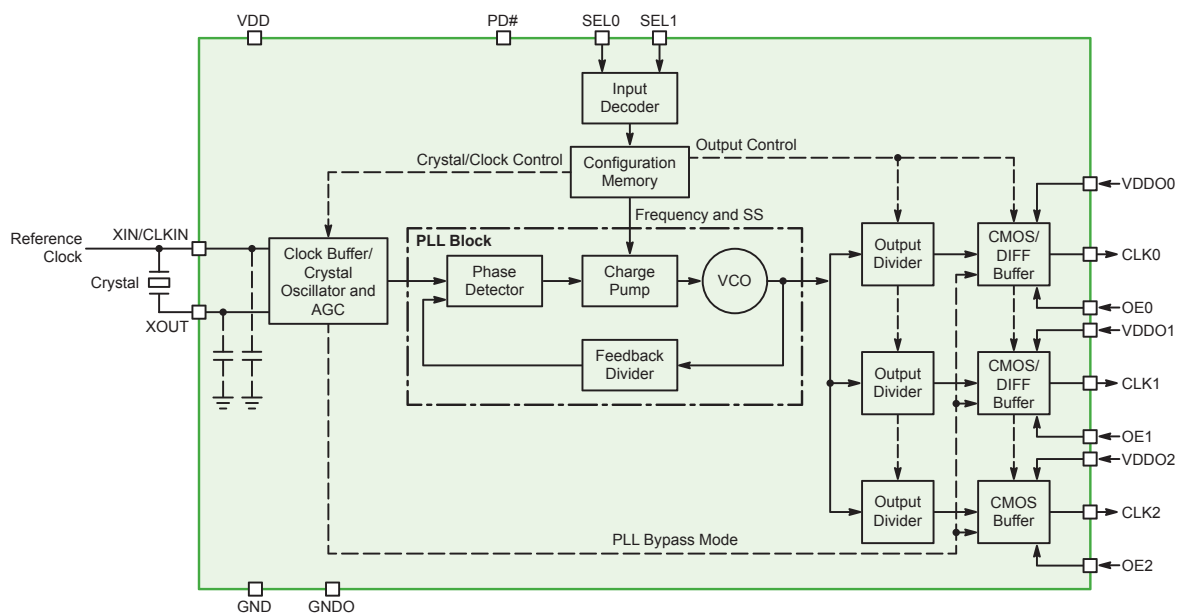 VDD
PD#
SEL0
SEL1
Input
Decoder
Crystal/Clock Control
Configuration
Memory
Output Control
Frequency and SS
VDDO0
Reference
Clock
XIN/CLKIN
Crystal
XOUT
Clock Buffer/
Crystal
Oscillator and
AGC
PLL Block
Phase
Detector
Charge
Pump
VCO
Feedback
Divider
Output
Divider
CMOS/
DIFF
Buffer
CLK0
OE0
VDDO1
Output
Divider
CMOS/
DIFF
Buffer
CLK1
OE1
VDDO2
Output
Divider
CMOS
Buffer
CLK2
OE2
PLL Bypass Mode
GND
GNDO